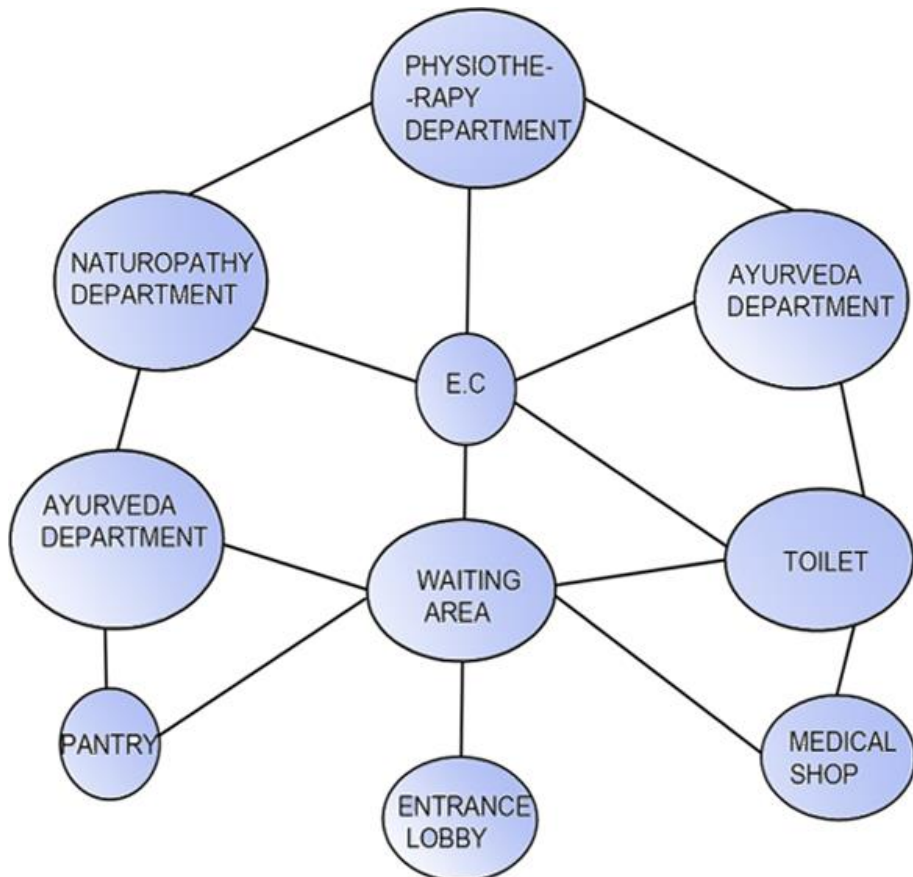 PHYSIOTHE-
-RAPY
DEPARTMENT
NATUROPATHY
DEPARTMENT
AYURVEDA
DEPARTMENT
E.C
AYURVEDA
DEPARTMENT
WAITING
AREA
TOILET
PANTRY
ENTRANCE
LOBBY
MEDICAL
SHOP